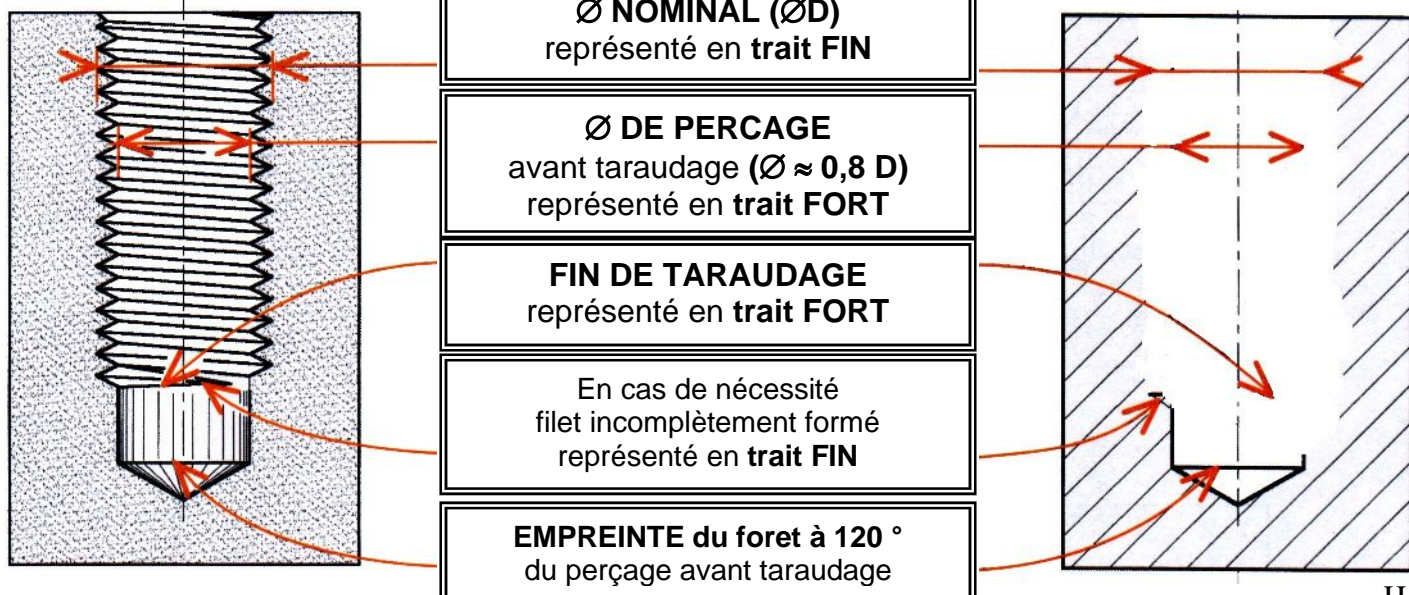 Ø NOMINAL (ØD)
représenté en trait FIN
Ø DE PERCAGE
avant taraudage (Ø ≈ 0,8 D)
représenté en trait FORT
FIN DE TARAUDAGE
représenté en trait FORT
En cas de nécessité
filet incomplètement formé
représenté en trait FIN
EMPREINTE du foret à 120 °
du perçage avant taraudage